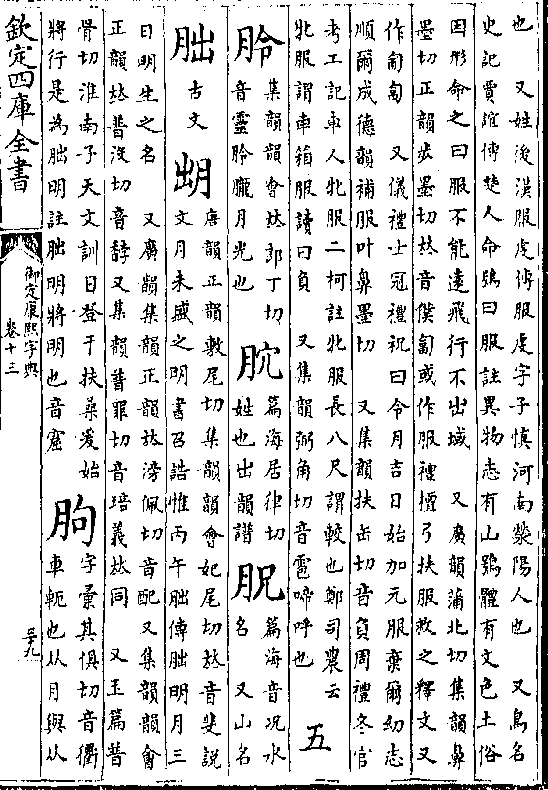 也　又姓後漢服虔傳服虔字子慎河南滎陽人也　又鳥名
史記賈誼傳楚人命鴞曰服註異物志有山鴞體有文色土俗
因形命之曰服不能遠飛行不出域　又廣韻蒲北切集韻鼻
墨切正韻步墨切𠀤音僕匐或作服禮檀弓扶服救之釋文又
作匍匐　又儀禮士冠禮祝曰令月吉日始加元服棄爾幼志
順爾成德韻補服叶鼻墨切　又集韻扶缶切音負周禮冬官
考工記車人牝服二柯註牝服長八尺謂較也鄭司農云
牝服謂車箱服讀曰負　又集韻弼角切音雹啼呼也　五
朎　集韻韻會𠀤郎丁切
音靈朎朧月光也　䏔　篇海居律切
姓也出韻譜　𦚎　篇海音况水
名　又山名
朏　古文　𣍧　唐韻正韻敷尾切集韻韻會妃尾切𠀤音斐說
文月未盛之明書召誥惟丙午朏傳朏明月三
日明生之名　又廣韻集韻正韻𠀤滂佩切音配又集韻韻會
正韻𠀤普没切音䪬又集韻普罪切音培義𠀤同　又玉篇普
骨切淮南子天文訓日登于扶桑爰始
將行是為朏明註朏明將明也音窟　朐　字彙其俱切音衢
車軛也从月與从
欽定四庫全書　御定康熙字典
卷十三　三九